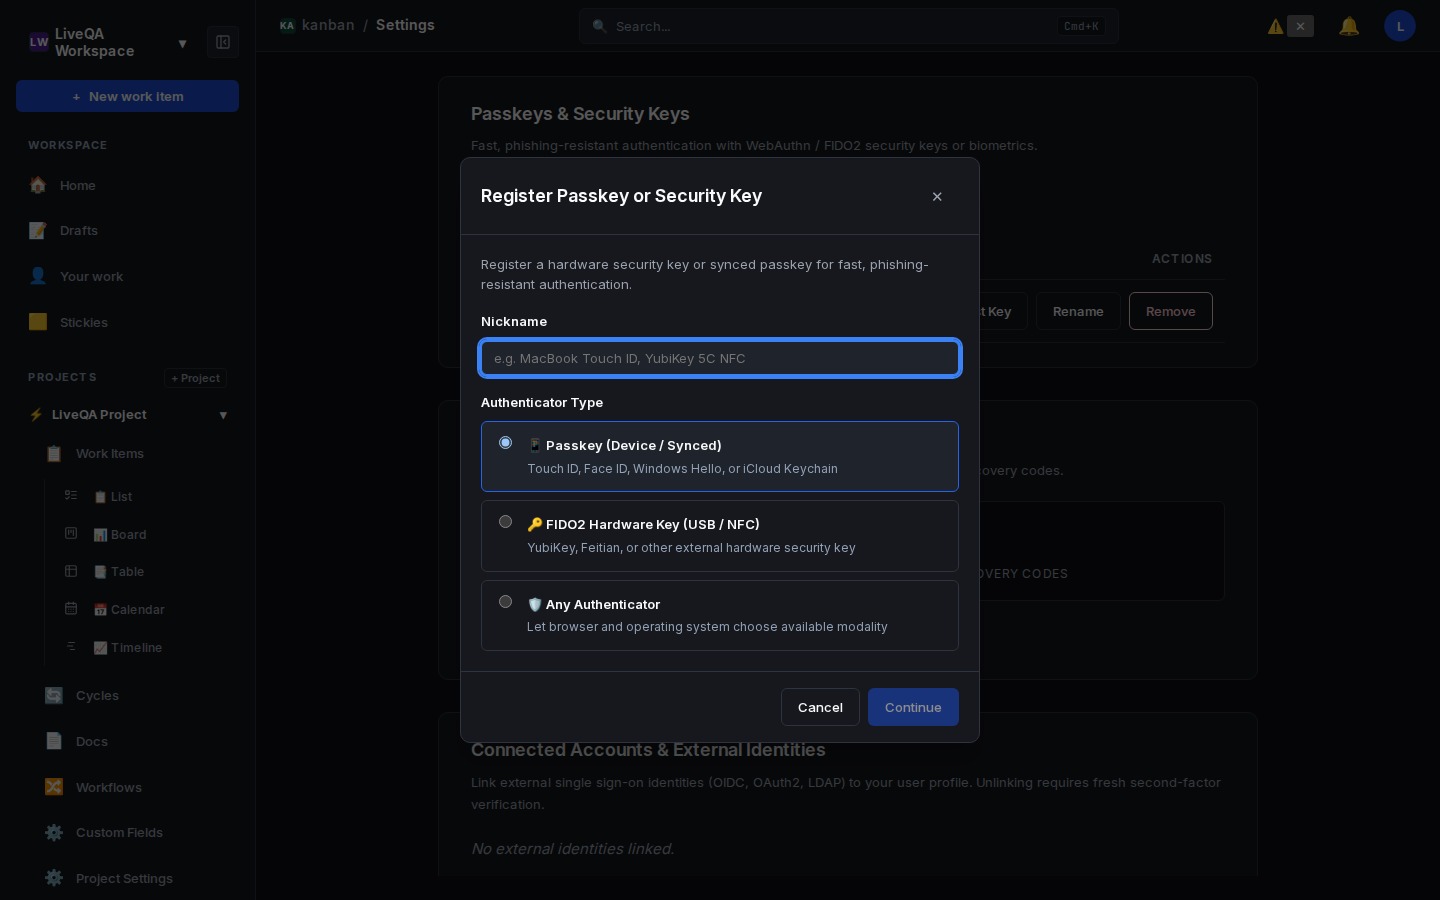 LW LiveQA Workspace ▾
KA kanban / Settings
Search... Cmd+K
L
+ New work item
WORKSPACE
Home
Drafts
Your work
Stickies
PROJECTS + Project
LiveQA Project ▾
Work Items
List
Board
Table
Calendar
Timeline
Cycles
Docs
Workflows
Custom Fields
Project Settings
Passkeys & Security Keys
Fast, phishing-resistant authentication with WebAuthn / FIDO2 security keys or biometrics.
ACTIONS
Key Rename Remove
codes.
CODES
Register Passkey or Security Key ×
Register a hardware security key or synced passkey for fast, phishing-
resistant authentication.
Nickname
e.g. MacBook Touch ID, YubiKey 5C NFC
Authenticator Type
Passkey (Device / Synced)
Touch ID, Face ID, Windows Hello, or iCloud Keychain
FIDO2 Hardware Key (USB / NFC)
YubiKey, Feitian, or other external hardware security key
Any Authenticator
Let browser and operating system choose available modality
Cancel Continue
Connected Accounts & External Identities
Link external single sign-on identities (OIDC, OAuth2, LDAP) to your user profile. Unlinking requires fresh second-factor
verification.
No external identities linked.